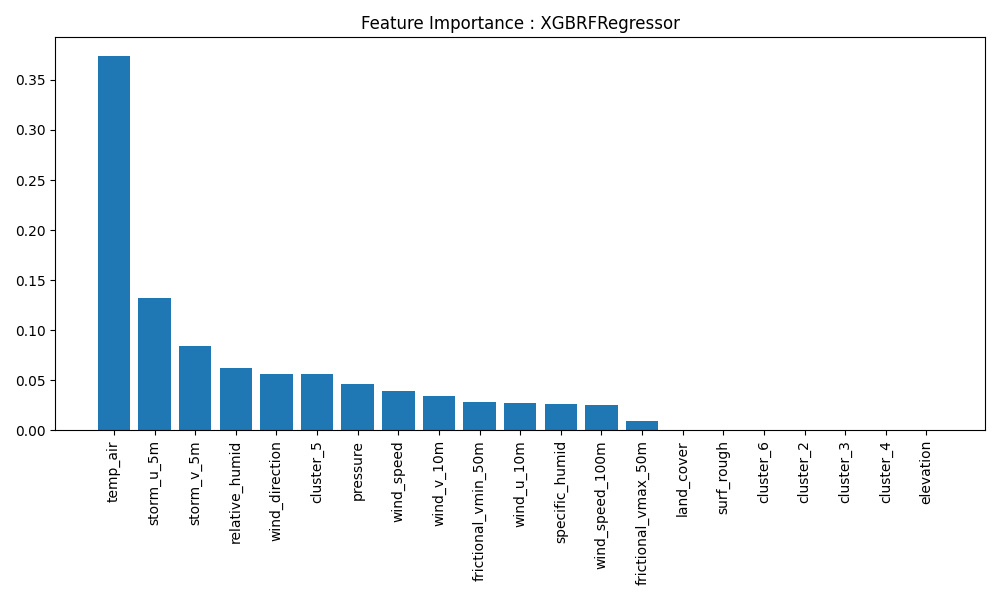 Feature Importance : XGBRFRegressor
0.35
0.30
0.25
0.20
0.15
0.10
0.05
0.00
temp_air
storm_u_5m
storm_v_5m
relative_humid
wind_direction
cluster_5
pressure
wind_speed
wind_v_10m
frictional_vmin_50m
wind_u_10m
specific_humid
wind_speed_100m
frictional_vmax_50m
land_cover
surf_rough
cluster_6
cluster_2
cluster_3
cluster_4
elevation